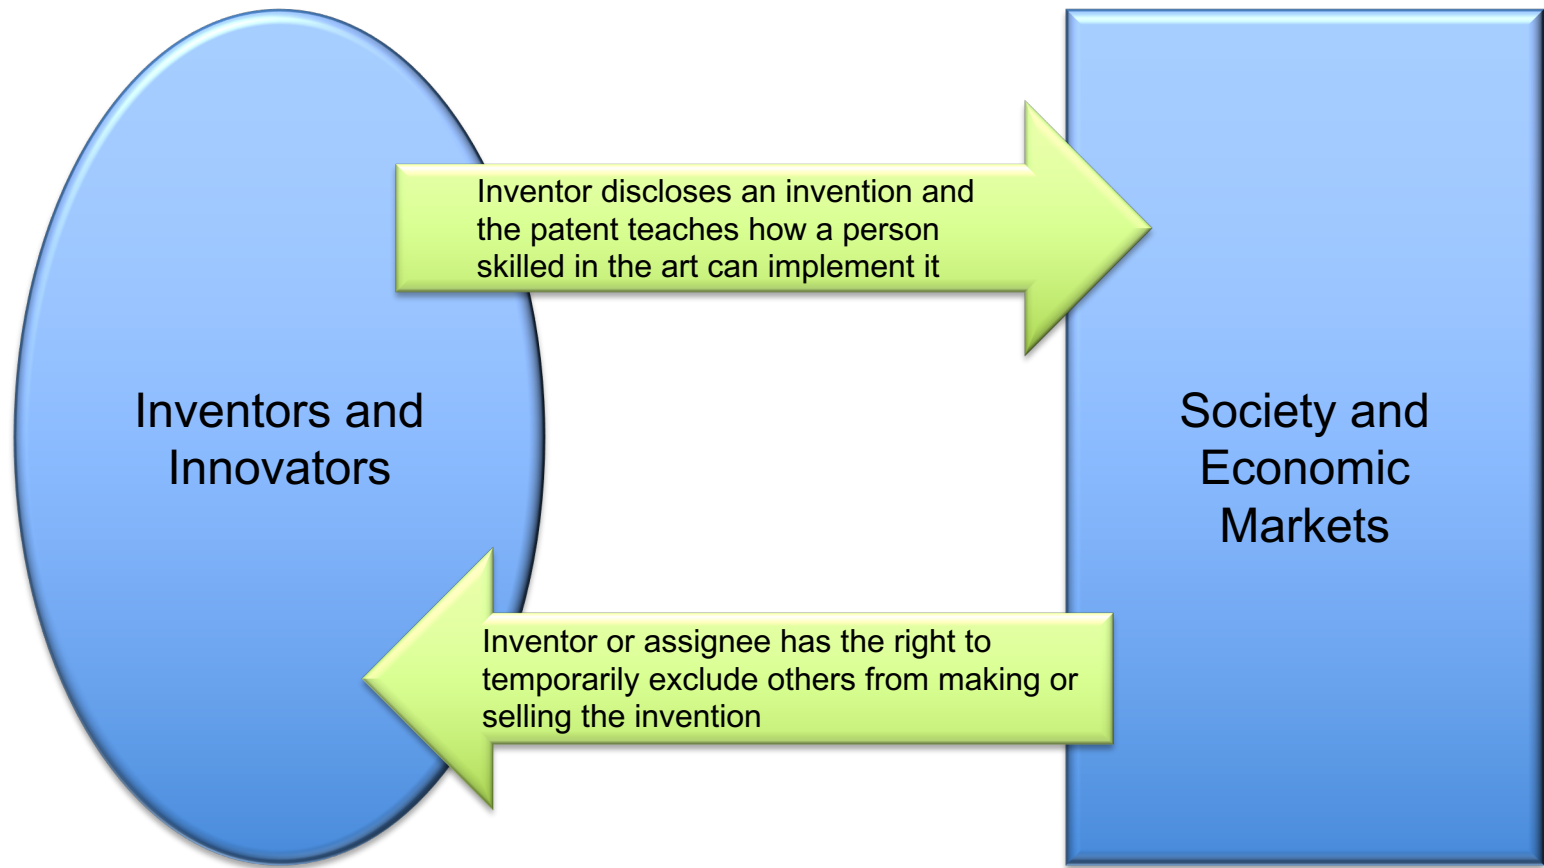 Inventor discloses an invention and
the patent teaches how a person
skilled in the art can implement it
Inventors and
Innovators
Society and
Economic
Markets
Inventor or assignee has the right to
temporarily exclude others from making or
selling the invention